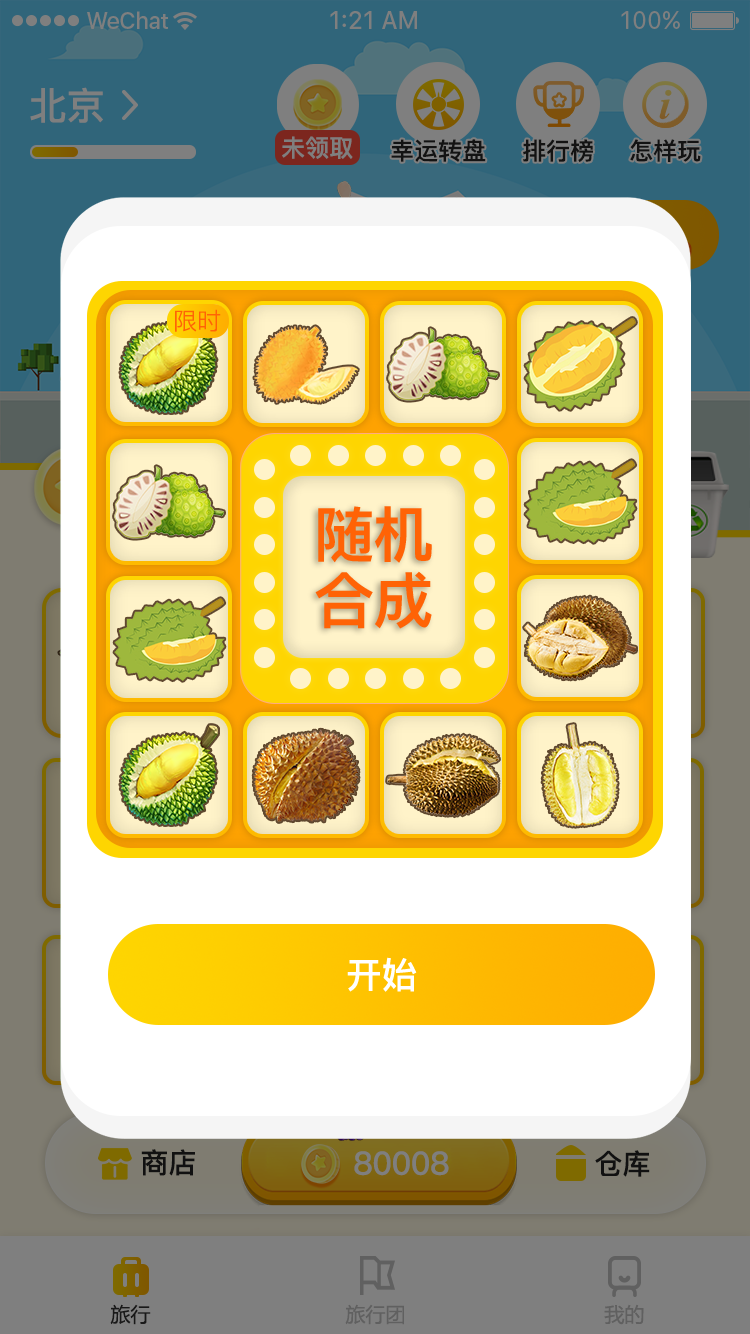 WeChat
1:21 AM
100%
北京
未领取
幸运转盘
排行榜
怎样玩
限时
随机
合成
开始
商店
80008
仓库
旅行
旅行团
我的